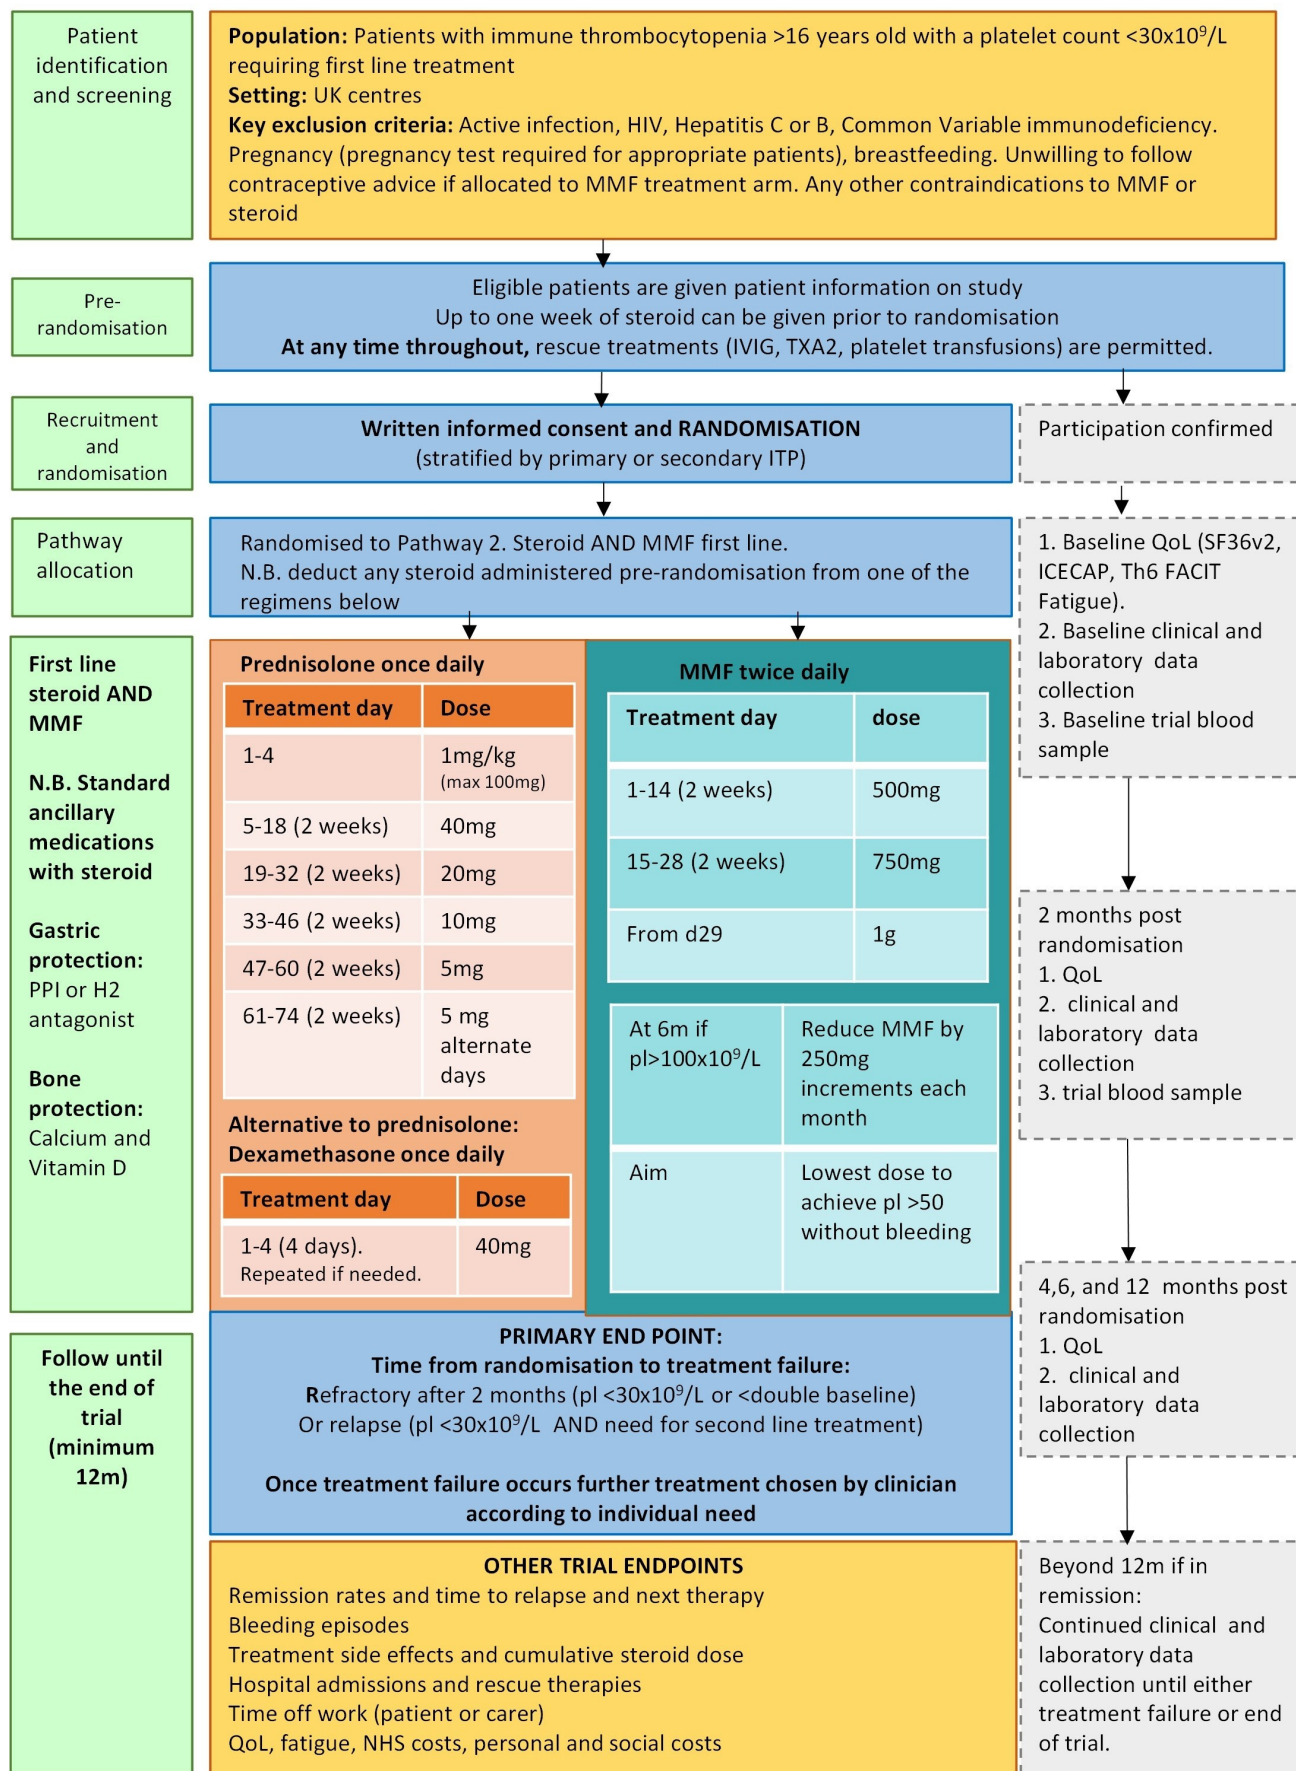 Patient
identification
and screening
Population: Patients with immune thrombocytopenia >16 years old with a platelet count <30x10⁹/L
requiring first line treatment
Setting: UK centres
Key exclusion criteria: Active infection, HIV, Hepatitis C or B, Common Variable immunodeficiency.
Pregnancy (pregnancy test required for appropriate patients), breastfeeding. Unwilling to follow
contraceptive advice if allocated to MMF treatment arm. Any other contraindications to MMF or
steroid
Pre-
randomisation
Eligible patients are given patient information on study
Up to one week of steroid can be given prior to randomisation
At any time throughout, rescue treatments (IVIG, TXA2, platelet transfusions) are permitted.
Recruitment
and
randomisation
Written informed consent and RANDOMISATION
(stratified by primary or secondary ITP)
Participation confirmed
Pathway
allocation
Randomised to Pathway 2. Steroid AND MMF first line.
N.B. deduct any steroid administered pre-randomisation from one of the
regimens below
1. Baseline QoL (SF36v2,
ICECAP, Th6 FACIT
Fatigue).
2. Baseline clinical and
laboratory data
collection
3. Baseline trial blood
sample
First line
steroid AND
MMF
N.B. Standard
ancillary
medications
with steroid
Gastric
protection:
PPI or H2
antagonist
Bone
protection:
Calcium and
Vitamin D
Prednisolone once daily
Treatment day Dose
1-4 1mg/kg
(max 100mg)
5-18 (2 weeks) 40mg
19-32 (2 weeks) 20mg
33-46 (2 weeks) 10mg
47-60 (2 weeks) 5mg
61-74 (2 weeks) 5 mg
alternate
days
Alternative to prednisolone:
Dexamethasone once daily
Treatment day Dose
1-4 (4 days). 40mg
Repeated if needed.
MMF twice daily
Treatment day dose
1-14 (2 weeks) 500mg
15-28 (2 weeks) 750mg
From d29 1g
At 6m if Reduce MMF by
pl>100x10⁹/L 250mg
increments each
month
Aim Lowest dose to
achieve pl >50
without bleeding
2 months post
randomisation
1. QoL
2. clinical and
laboratory data
collection
3. trial blood sample
4,6, and 12 months post
randomisation
1. QoL
2. clinical and
laboratory data
collection
Follow until
the end of
trial
(minimum
12m)
PRIMARY END POINT:
Time from randomisation to treatment failure:
Refractory after 2 months (pl <30x10⁹/L or <double baseline)
Or relapse (pl <30x10⁹/L AND need for second line treatment)
Once treatment failure occurs further treatment chosen by clinician
according to individual need
OTHER TRIAL ENDPOINTS
Remission rates and time to relapse and next therapy
Bleeding episodes
Treatment side effects and cumulative steroid dose
Hospital admissions and rescue therapies
Time off work (patient or carer)
QoL, fatigue, NHS costs, personal and social costs
Beyond 12m if in
remission:
Continued clinical and
laboratory data
collection until either
treatment failure or end
of trial.